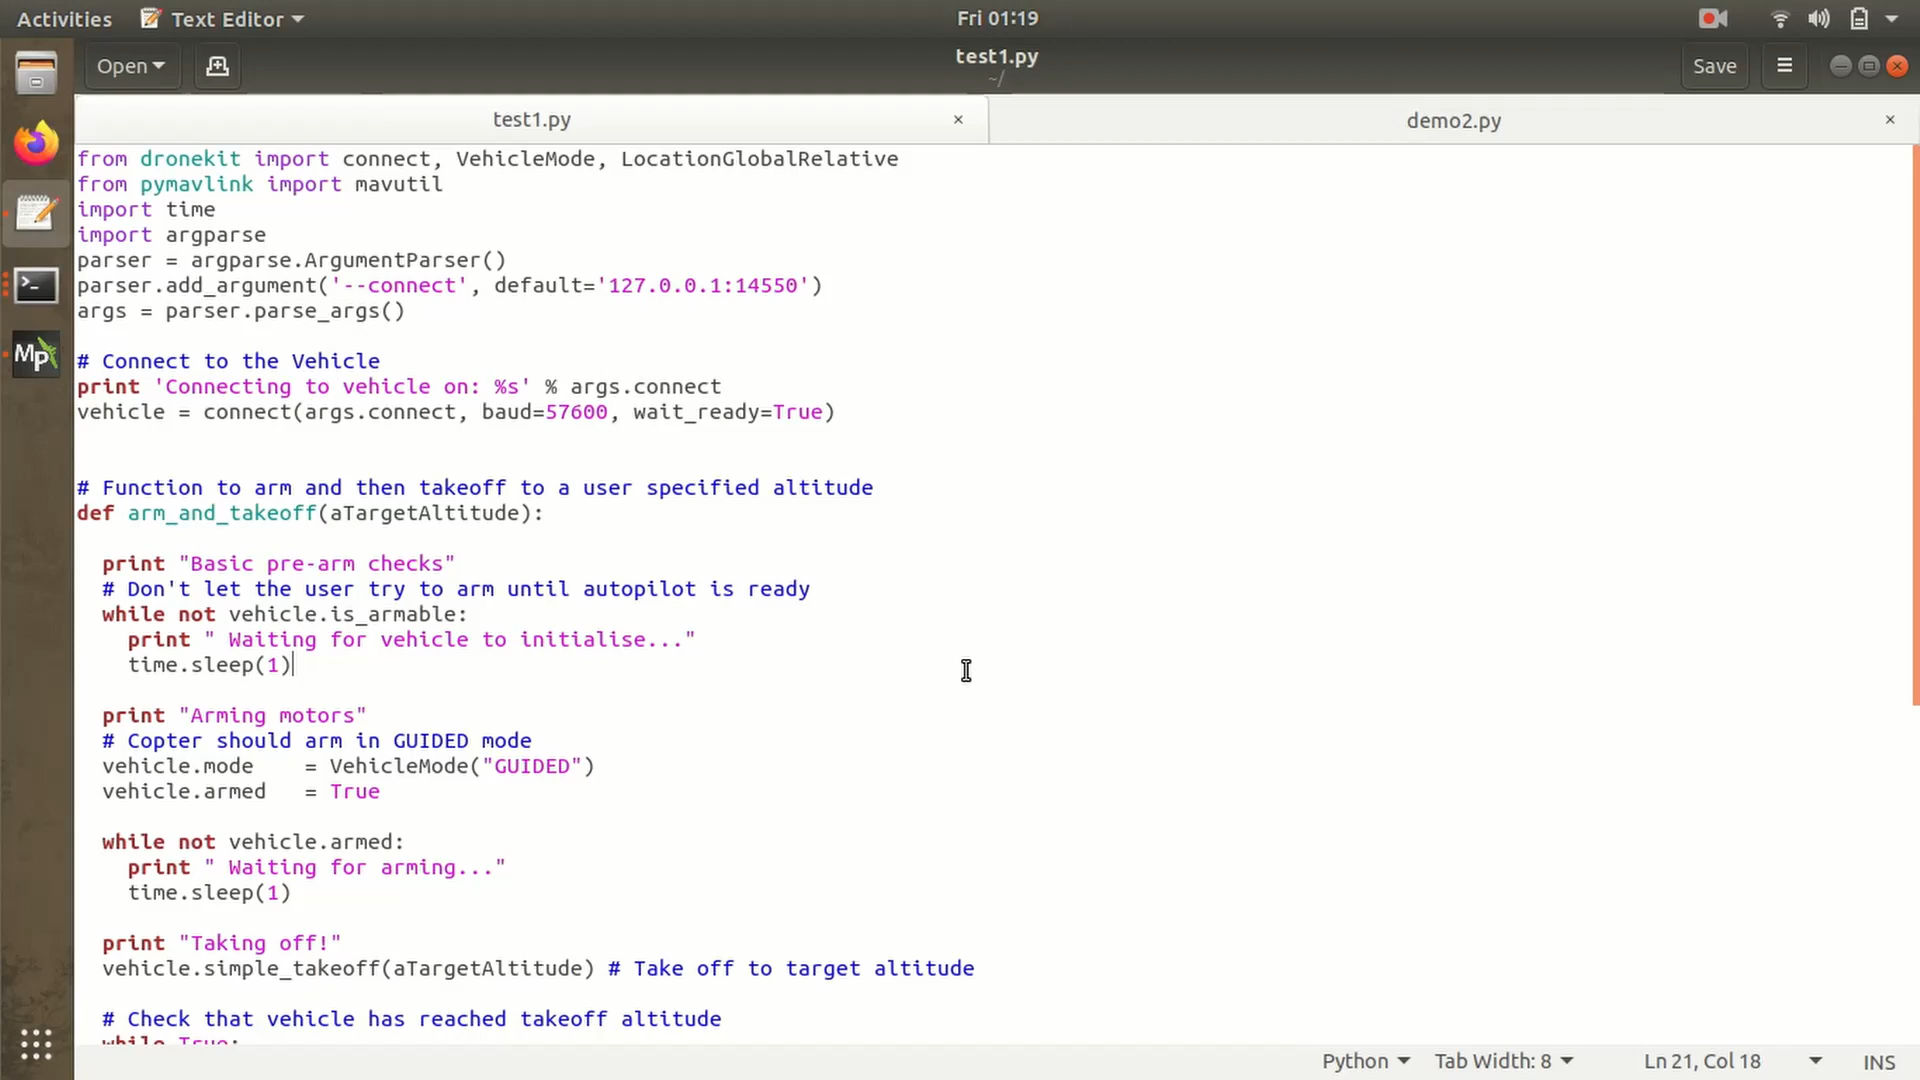 Activities Text Editor Fri 01:19
Open test1.py Save
~/
test1.py × demo2.py ×
from dronekit import connect, VehicleMode, LocationGlobalRelative
from pymavlink import mavutil
import time
import argparse
parser = argparse.ArgumentParser()
parser.add_argument('--connect', default='127.0.0.1:14550')
args = parser.parse_args()
# Connect to the Vehicle
print 'Connecting to vehicle on: %s' % args.connect
vehicle = connect(args.connect, baud=57600, wait_ready=True)
# Function to arm and then takeoff to a user specified altitude
def arm_and_takeoff(aTargetAltitude):
  print "Basic pre-arm checks"
  # Don't let the user try to arm until autopilot is ready
  while not vehicle.is_armable:
    print " Waiting for vehicle to initialise..."
    time.sleep(1)
  print "Arming motors"
  # Copter should arm in GUIDED mode
  vehicle.mode    = VehicleMode("GUIDED")
  vehicle.armed   = True
  while not vehicle.armed:
    print " Waiting for arming..."
    time.sleep(1)
  print "Taking off!"
  vehicle.simple_takeoff(aTargetAltitude) # Take off to target altitude
  # Check that vehicle has reached takeoff altitude
  while True:
Python Tab Width: 8 Ln 21, Col 18 INS
Mp